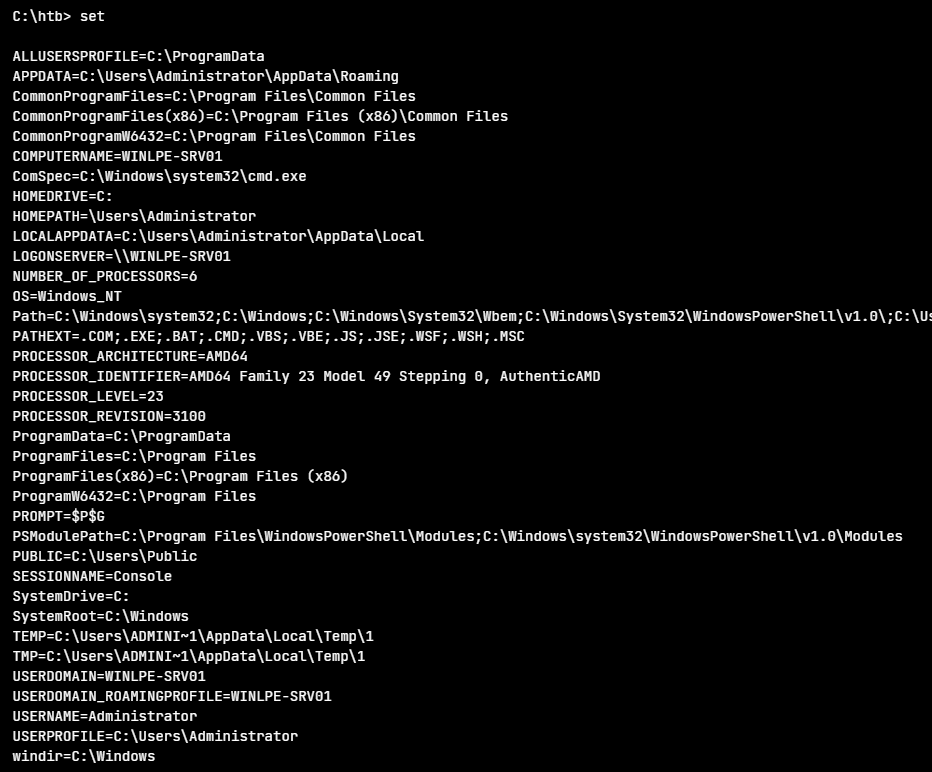 C:\htb> set
ALLUSERSPROFILE=C:\ProgramData
APPDATA=C:\Users\Administrator\AppData\Roaming
CommonProgramFiles=C:\Program Files\Common Files
CommonProgramFiles(x86)=C:\Program Files (x86)\Common Files
CommonProgramW6432=C:\Program Files\Common Files
COMPUTERNAME=WINLPE-SRV01
ComSpec=C:\Windows\system32\cmd.exe
HOMEDRIVE=C:
HOMEPATH=\Users\Administrator
LOCALAPPDATA=C:\Users\Administrator\AppData\Local
LOGONSERVER=\\WINLPE-SRV01
NUMBER_OF_PROCESSORS=6
OS=Windows_NT
Path=C:\Windows\system32;C:\Windows;C:\Windows\System32\Wbem;C:\Windows\System32\WindowsPowerShell\v1.0\;C:\Us
PATHEXT=.COM;.EXE;.BAT;.CMD;.VBS;.VBE;.JS;.JSE;.WSF;.WSH;.MSC
PROCESSOR_ARCHITECTURE=AMD64
PROCESSOR_IDENTIFIER=AMD64 Family 23 Model 49 Stepping 0, AuthenticAMD
PROCESSOR_LEVEL=23
PROCESSOR_REVISION=3100
ProgramData=C:\ProgramData
ProgramFiles=C:\Program Files
ProgramFiles(x86)=C:\Program Files (x86)
ProgramW6432=C:\Program Files
PROMPT=$P$G
PSModulePath=C:\Program Files\WindowsPowerShell\Modules;C:\Windows\system32\WindowsPowerShell\v1.0\Modules
PUBLIC=C:\Users\Public
SESSIONNAME=Console
SystemDrive=C:
SystemRoot=C:\Windows
TEMP=C:\Users\ADMINI~1\AppData\Local\Temp\1
TMP=C:\Users\ADMINI~1\AppData\Local\Temp\1
USERDOMAIN=WINLPE-SRV01
USERDOMAIN_ROAMINGPROFILE=WINLPE-SRV01
USERNAME=Administrator
USERPROFILE=C:\Users\Administrator
windir=C:\Windows